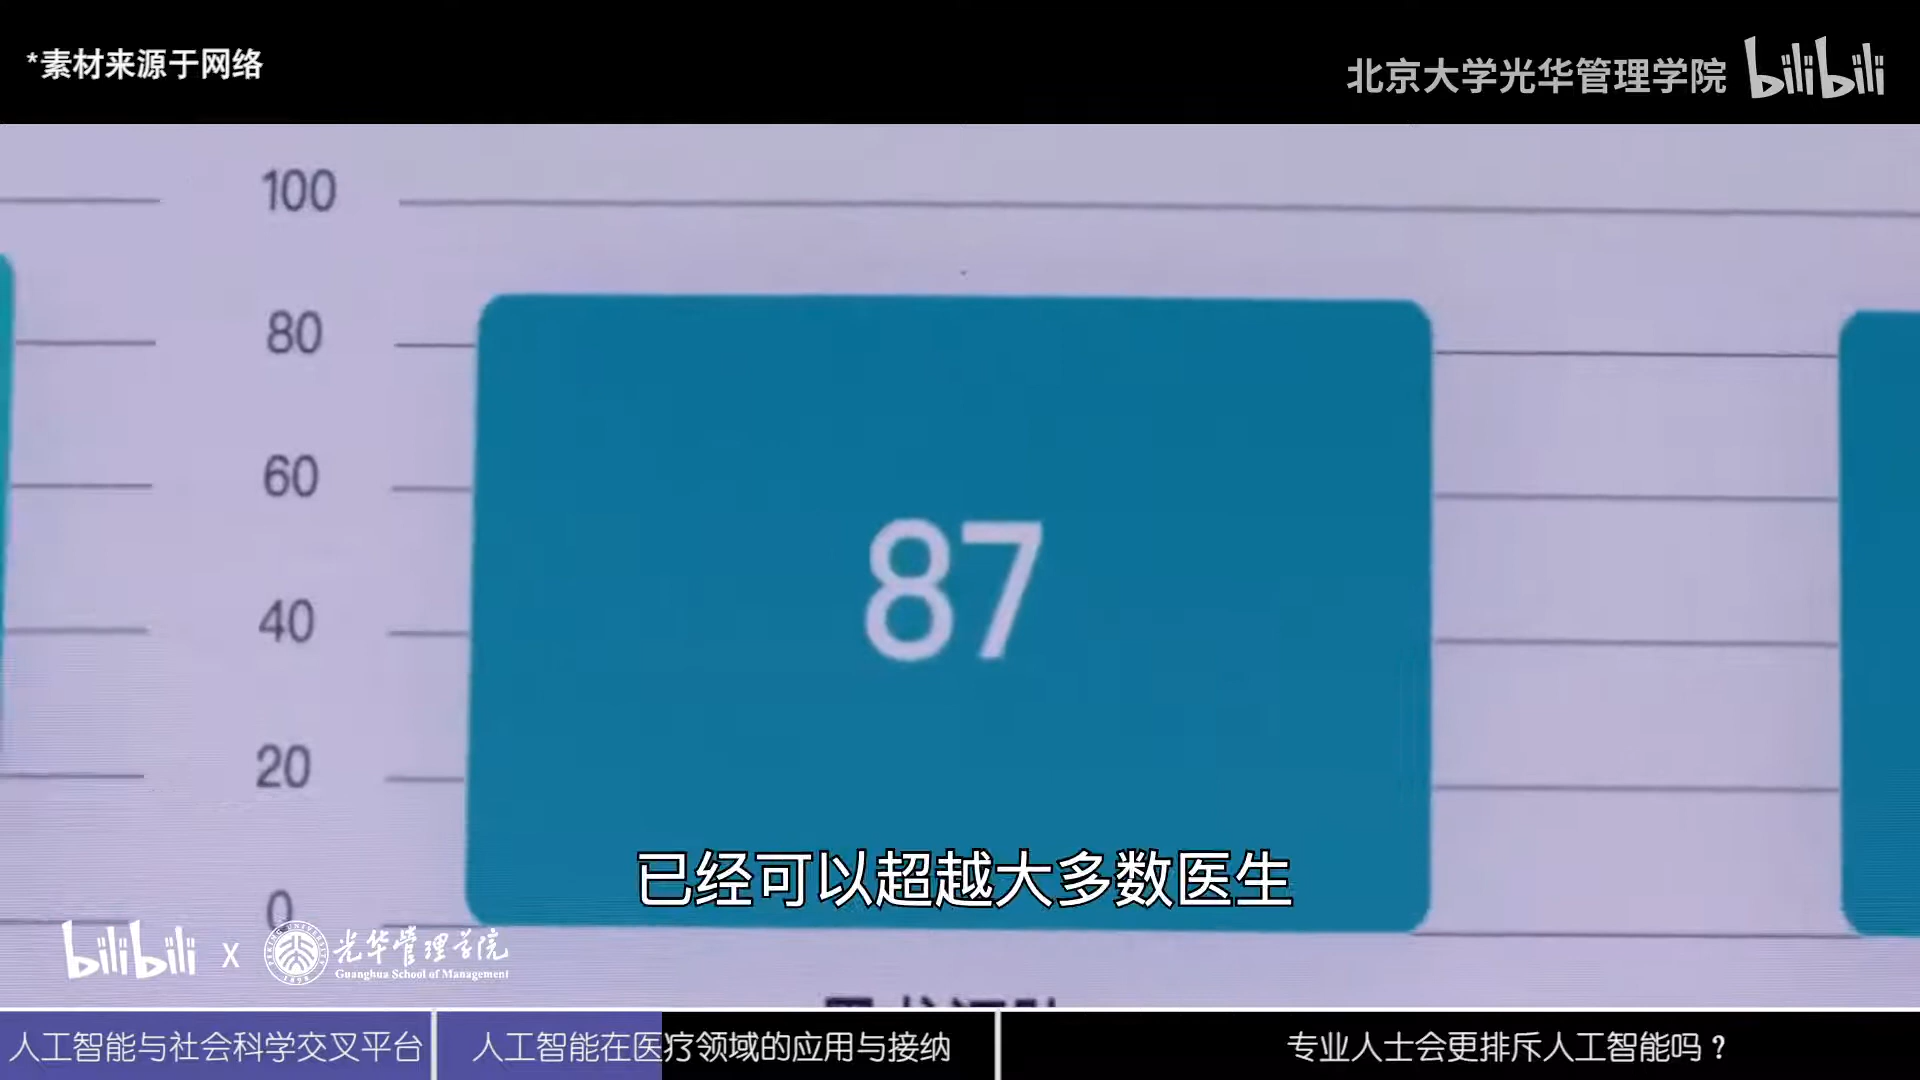 *素材来源于网络
北京大学光华管理学院 bilibili
100
80
60
40
20
0
87
已经可以超越大多数医生
bilibili X 光华管理学院
Guanghua School of Management
人工智能与社会科学交叉平台
人工智能在医疗领域的应用与接纳
专业人士会更排斥人工智能吗？